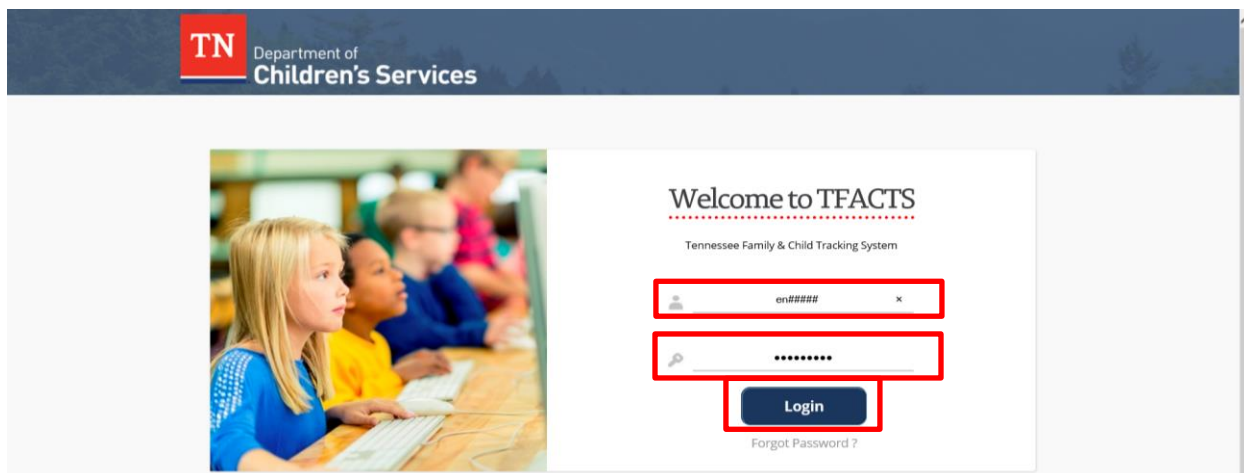 TN
Department of
Children's Services
Welcome to TFACTS
Tennessee Family & Child Tracking System
en##### ×
•••••••••
Login
Forgot Password ?